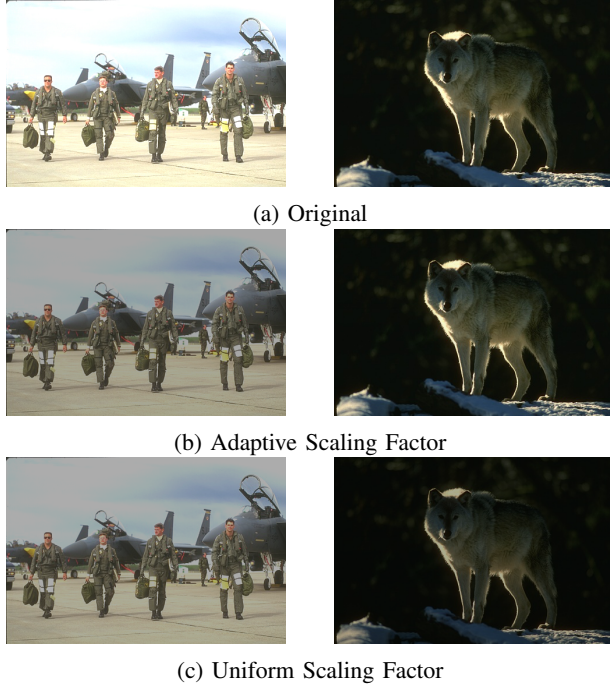 (a) Original
(b) Adaptive Scaling Factor
(c) Uniform Scaling Factor